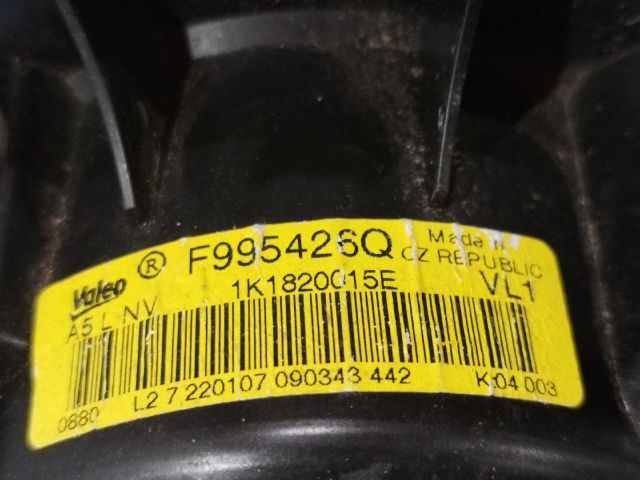 Valeo ® F995426Q Made in
CZ REPUBLIC
1K1820015E VL1
A5 L NV
0880 L2 7 220107 090343 442 K 04 003